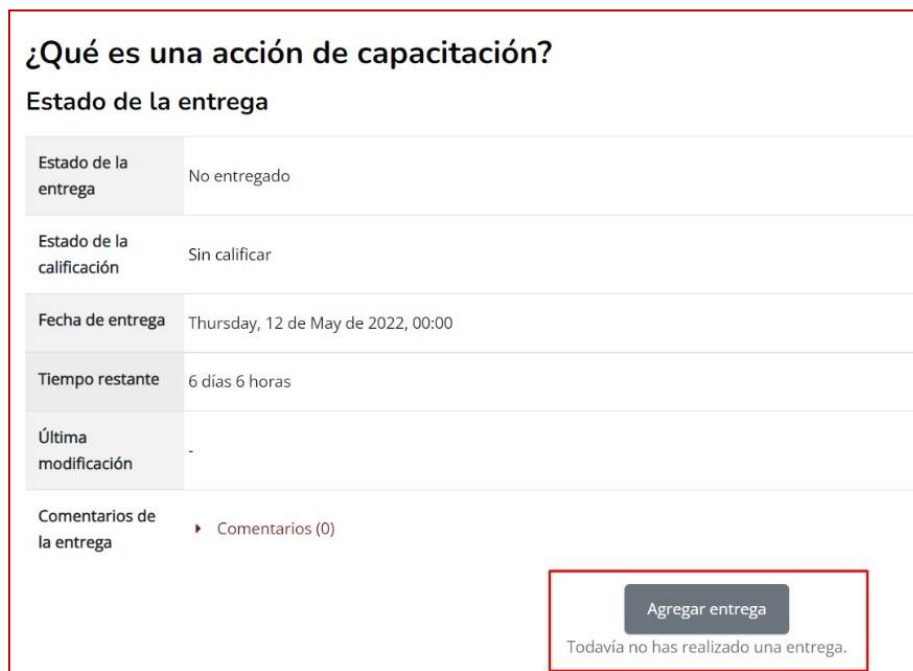 ¿Qué es una acción de capacitación?
Estado de la entrega
Estado de la
entrega
No entregado
Estado de la
calificación
Sin calificar
Fecha de entrega
Thursday, 12 de May de 2022, 00:00
Tiempo restante
6 días 6 horas
Última
modificación
-
Comentarios de
la entrega
Comentarios (0)
Agregar entrega
Todavía no has realizado una entrega.